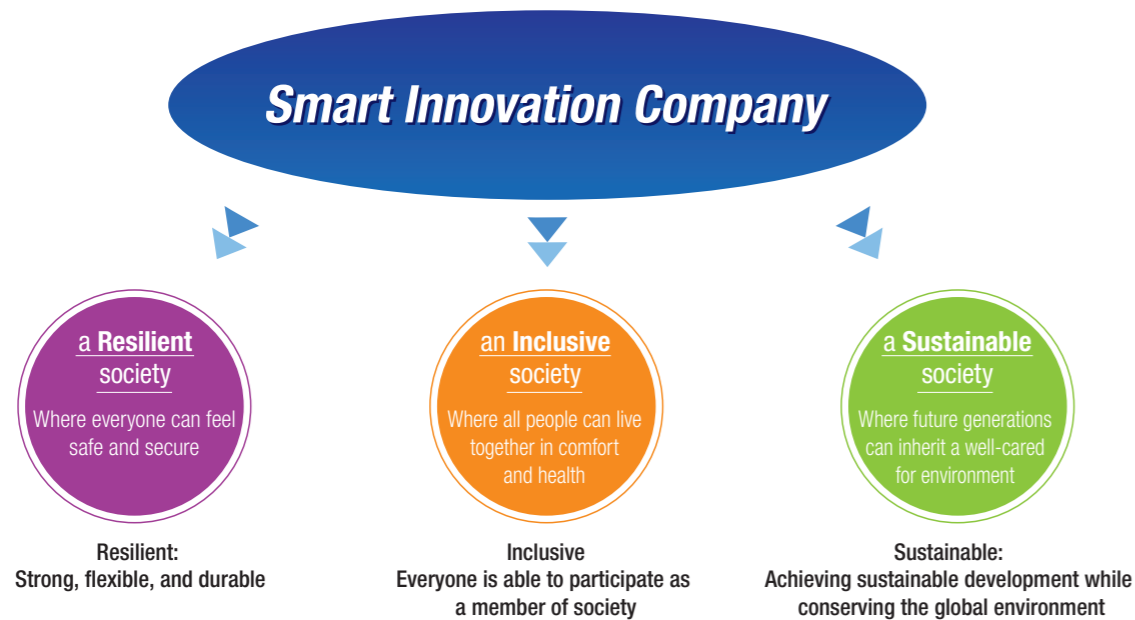 Smart Innovation Company
a Resilient
society
Where everyone can feel
safe and secure
an Inclusive
society
Where all people can live
together in comfort
and health
a Sustainable
society
Where future generations
can inherit a well-cared
for environment
Resilient:
Strong, flexible, and durable
Inclusive
Everyone is able to participate as
a member of society
Sustainable:
Achieving sustainable development while
conserving the global environment